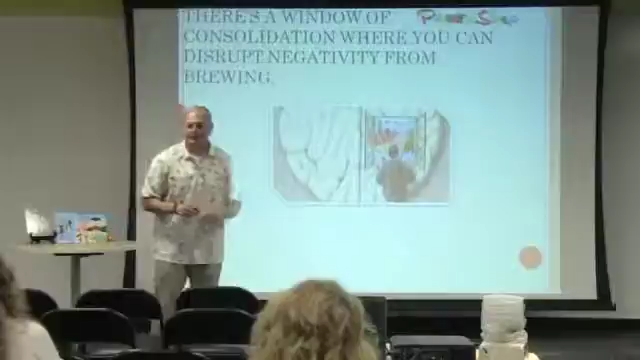 THERE'S A WINDOW OF
CONSOLIDATION WHERE YOU CAN
DISRUPT NEGATIVITY FROM
BREWING.